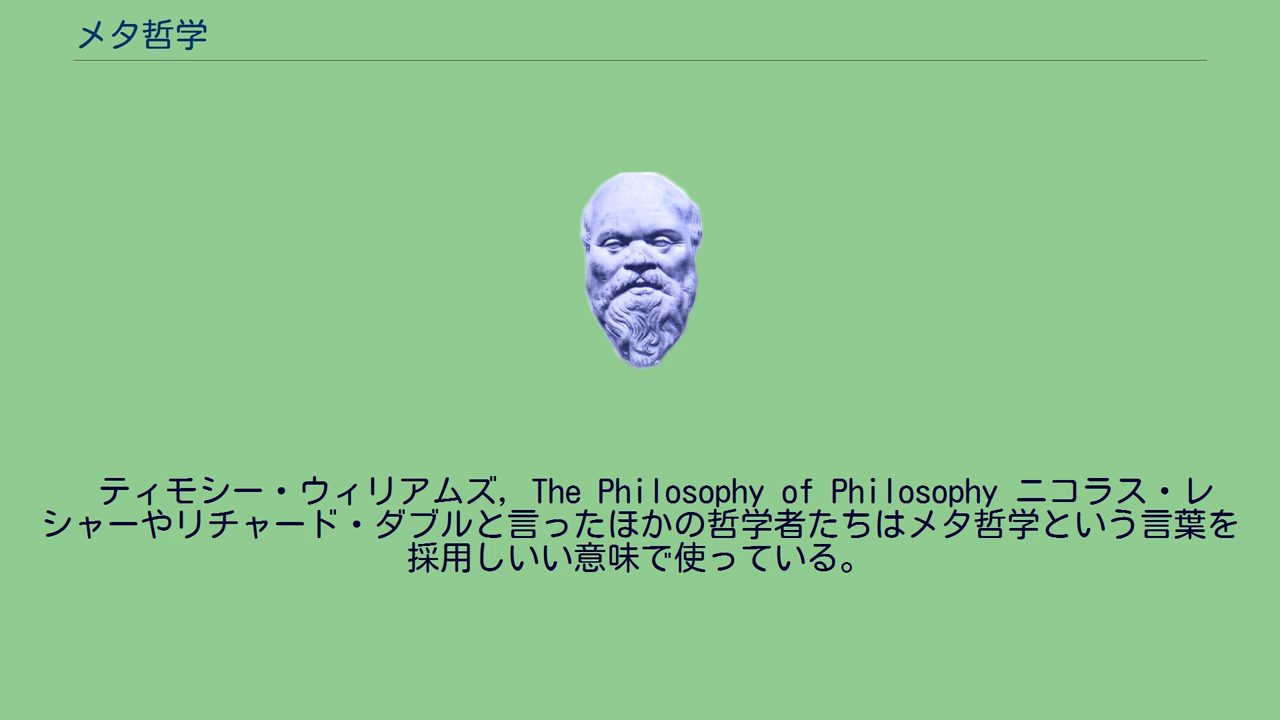 メタ哲学
ティモシー・ウィリアムズ, The Philosophy of Philosophy ニコラス・レ
シャーやリチャード・ダブルと言ったほかの哲学者たちはメタ哲学という言葉を
採用しいい意味で使っている。